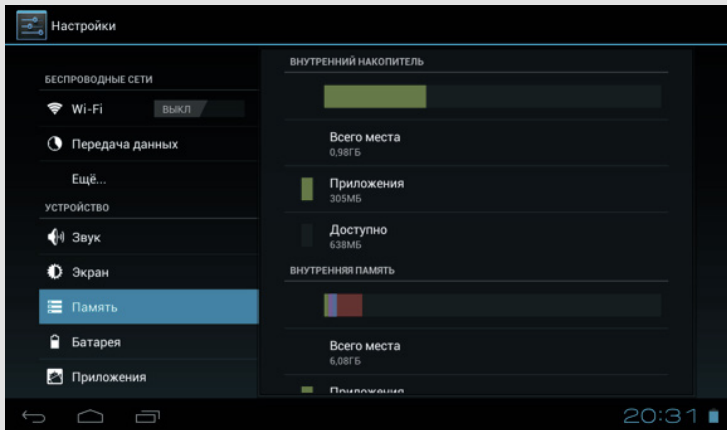 Настройки
БЕСПРОВОДНЫЕ СЕТИ
Wi-Fi
ВЫКЛ
Передача данных
Ещё...
УСТРОЙСТВО
Звук
Экран
Память
Батарея
Приложения
ВНУТРЕННИЙ НАКОПИТЕЛЬ
Всего места
0,98ГБ
Приложения
305МБ
Доступно
638МБ
ВНУТРЕННЯЯ ПАМЯТЬ
Всего места
6,08ГБ
Приложения
20:31